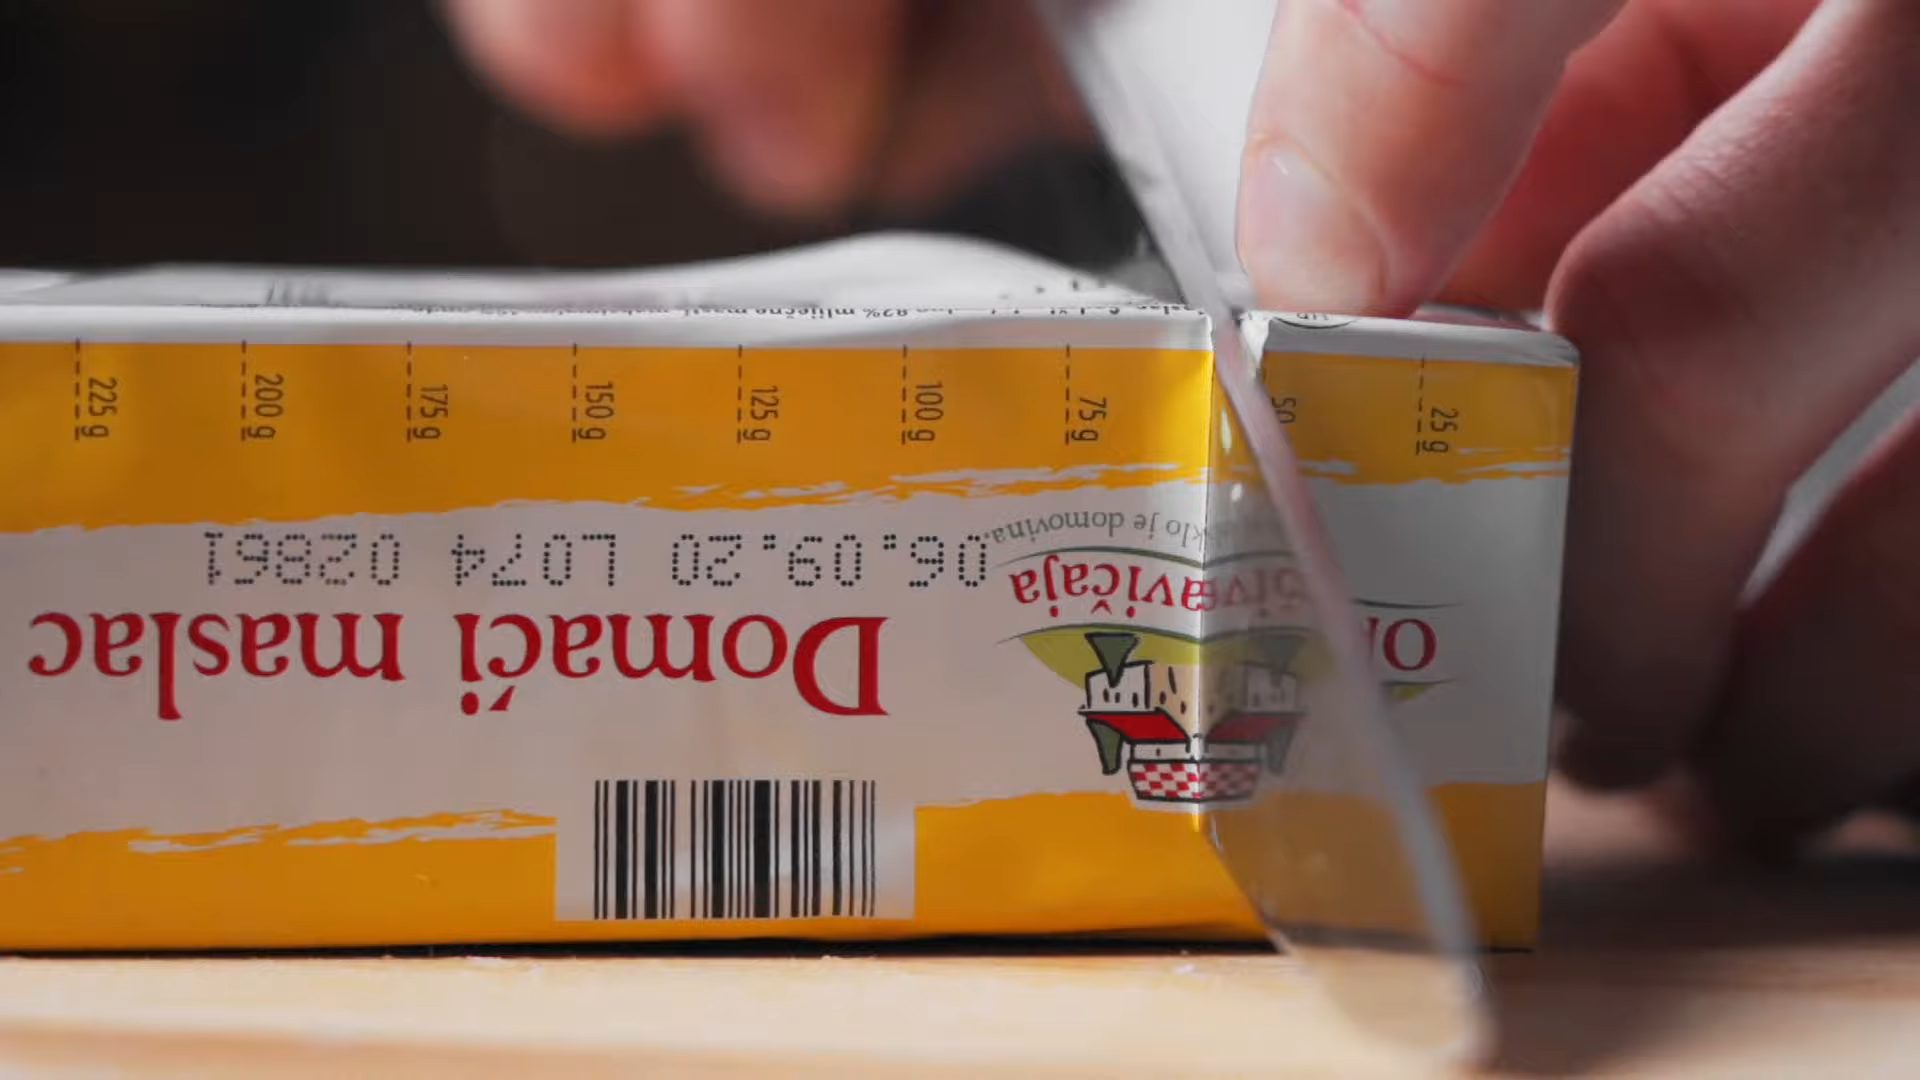 Domaći maslac
je domovina.
06.09.20 L074 02861
25 g
50
75 g
100 g
125 g
150 g
175 g
200 g
225 g
82% mliječne masti